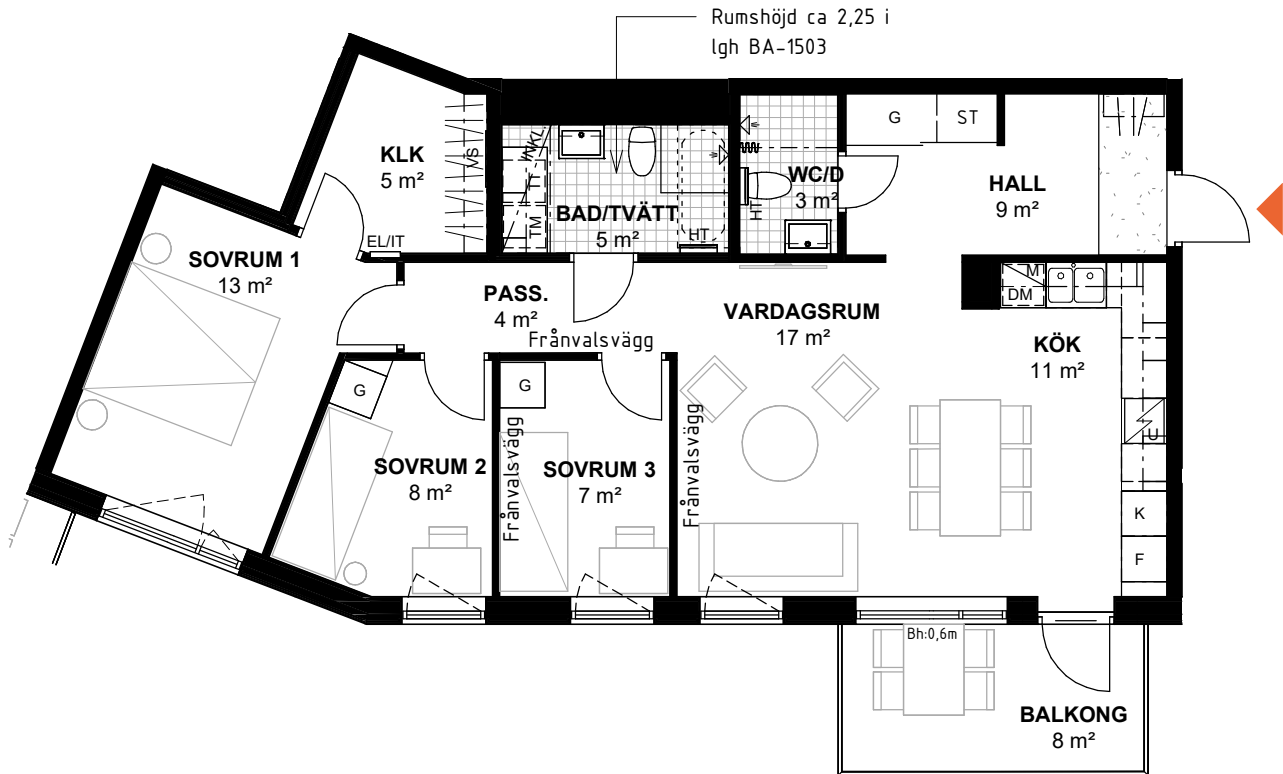 Rumshöjd ca 2,25 i
lgh BA-1503
KLK
5 m²
VS
EL/IT
INKL.
TT
TM
BAD/TVÄTT
5 m²
HT
WC/D
3 m²
HT
G
ST
HALL
9 m²
SOVRUM 1
13 m²
PASS.
4 m²
Frånvalsvägg
VARDAGSRUM
17 m²
M
DM
KÖK
11 m²
U
K
F
G
SOVRUM 2
8 m²
G
Frånvalsvägg
SOVRUM 3
7 m²
Frånvalsvägg
Bh:0,6m
BALKONG
8 m²